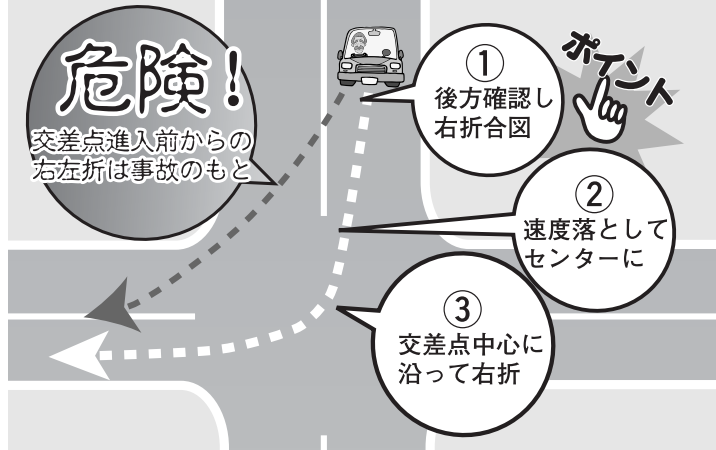 危険!
交差点進入前からの
右左折は事故のもと
ポイント
①
後方確認し
右折合図
②
速度落として
センターに
③
交差点中心に
沿って右折